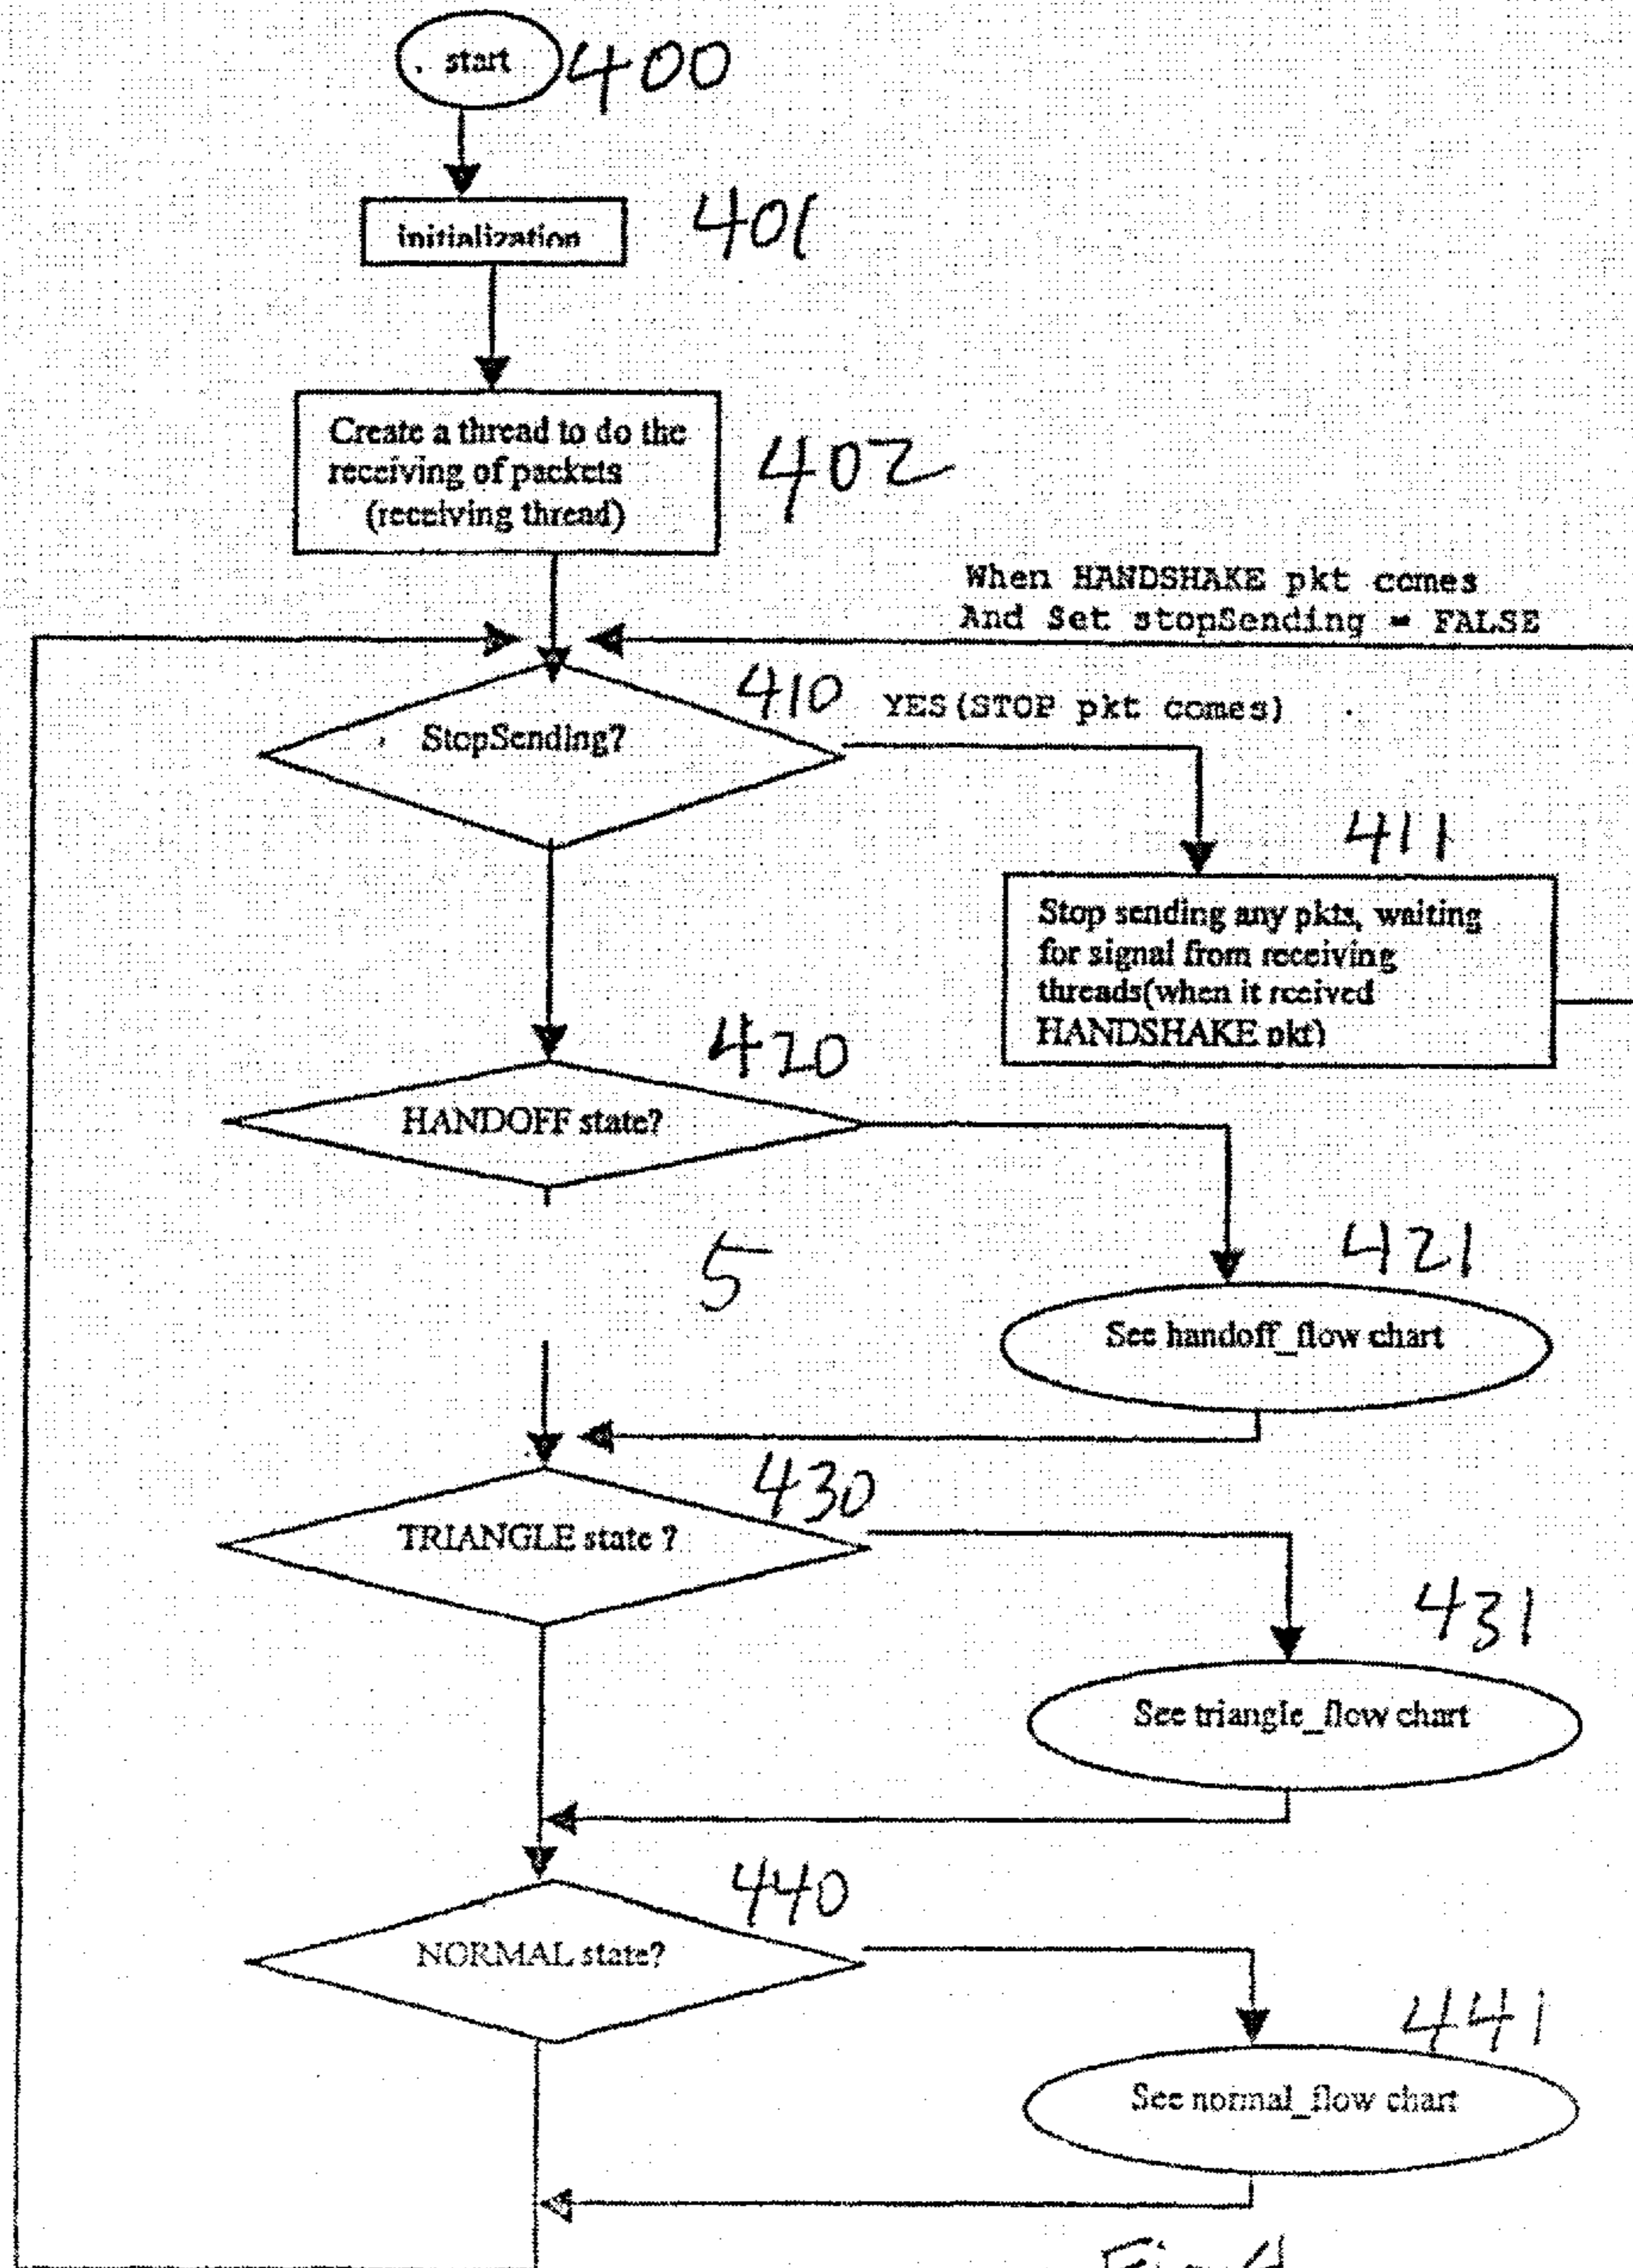 start
400
initialization
401
Create a thread to do the
receiving of packets
(receiving thread)
402
When HANDSHAKE pkt comes
And Set stopSending = FALSE
StopSending?
410
YES(STOP pkt comes)
411
Stop sending any pkts, waiting
for signal from receiving
threads(when it rceived
HANDSHAKE pkt)
HANDOFF state?
420
5
421
See handoff_flow chart
TRIANGLE state ?
430
431
See triangle_flow chart
NORMAL state?
440
441
See normal_flow chart